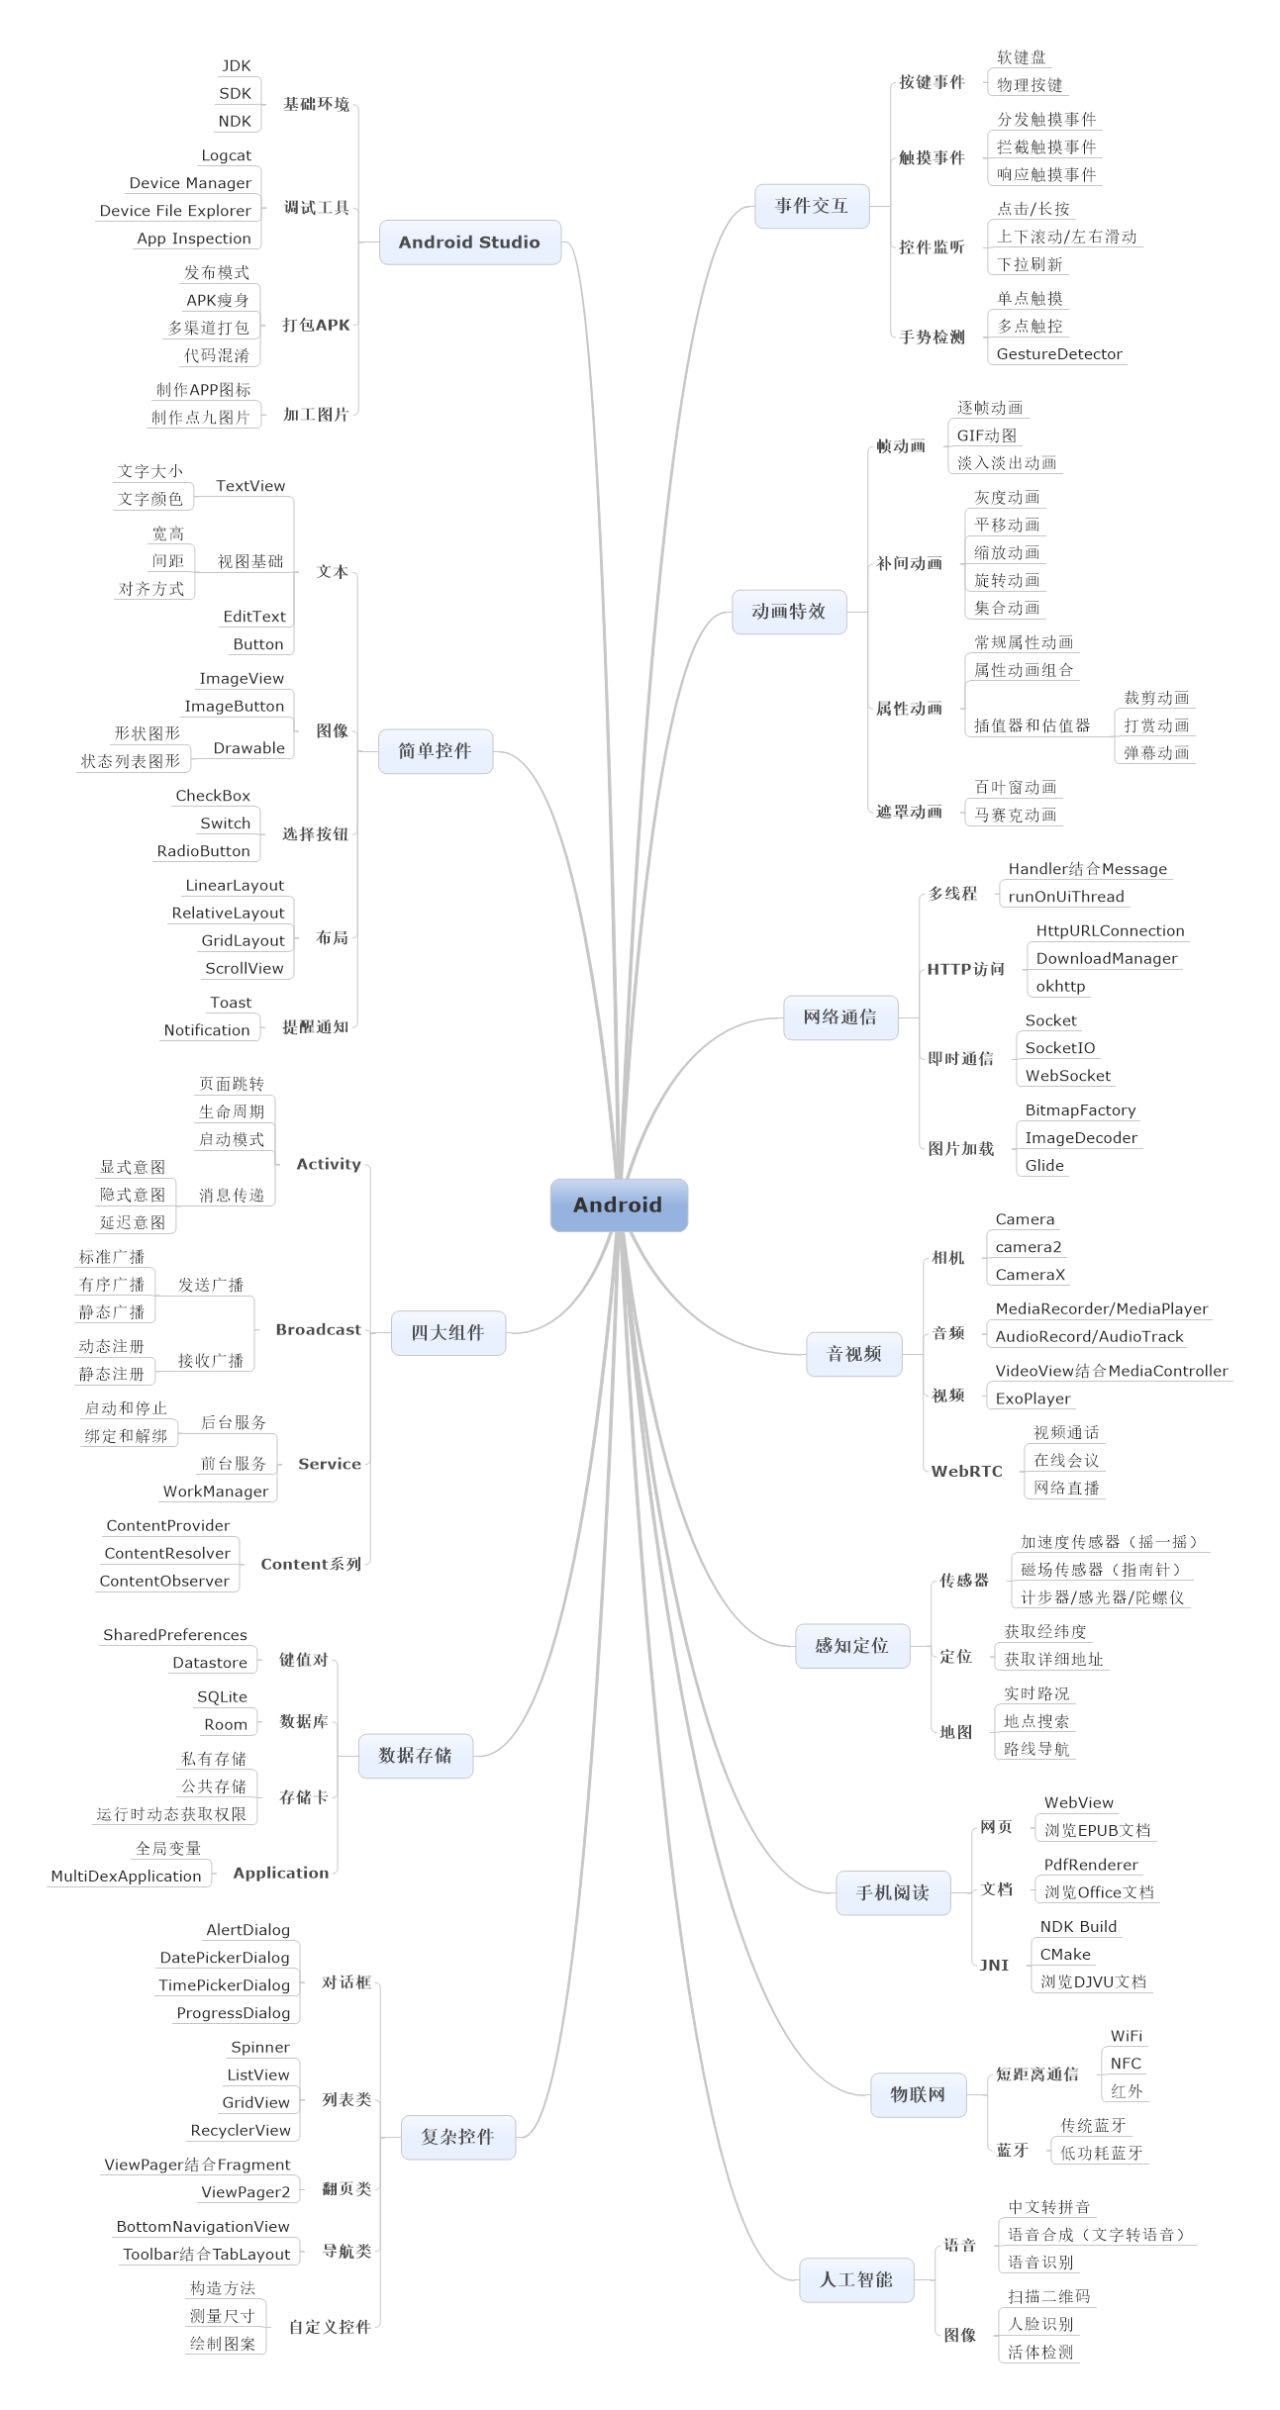 Android
Android Studio
基础环境
JDK
SDK
NDK
调试工具
Logcat
Device Manager
Device File Explorer
App Inspection
打包APK
发布模式
APK瘦身
多渠道打包
代码混淆
加工图片
制作APP图标
制作点九图片
简单控件
文本
TextView
文字大小
文字颜色
视图基础
宽高
间距
对齐方式
EditText
Button
图像
ImageView
ImageButton
Drawable
形状图形
状态列表图形
选择按钮
CheckBox
Switch
RadioButton
布局
LinearLayout
RelativeLayout
GridLayout
ScrollView
提醒通知
Toast
Notification
四大组件
Activity
页面跳转
生命周期
启动模式
消息传递
显式意图
隐式意图
延迟意图
Broadcast
发送广播
标准广播
有序广播
静态广播
接收广播
动态注册
静态注册
Service
后台服务
启动和停止
绑定和解绑
前台服务
WorkManager
Content系列
ContentProvider
ContentResolver
ContentObserver
数据存储
键值对
SharedPreferences
Datastore
数据库
SQLite
Room
存储卡
私有存储
公共存储
运行时动态获取权限
Application
全局变量
MultiDexApplication
复杂控件
对话框
AlertDialog
DatePickerDialog
TimePickerDialog
ProgressDialog
列表类
Spinner
ListView
GridView
RecyclerView
翻页类
ViewPager结合Fragment
ViewPager2
导航类
BottomNavigationView
Toolbar结合TabLayout
自定义控件
构造方法
测量尺寸
绘制图案
事件交互
按键事件
软键盘
物理按键
触摸事件
分发触摸事件
拦截触摸事件
响应触摸事件
控件监听
点击/长按
上下滚动/左右滑动
下拉刷新
手势检测
单点触摸
多点触控
GestureDetector
动画特效
帧动画
逐帧动画
GIF动图
淡入淡出动画
补间动画
灰度动画
平移动画
缩放动画
旋转动画
集合动画
属性动画
常规属性动画
属性动画组合
插值器和估值器
裁剪动画
打赏动画
弹幕动画
遮罩动画
百叶窗动画
马赛克动画
网络通信
多线程
Handler结合Message
runOnUiThread
HTTP访问
HttpURLConnection
DownloadManager
okhttp
即时通信
Socket
SocketIO
WebSocket
图片加载
BitmapFactory
ImageDecoder
Glide
音视频
相机
Camera
camera2
CameraX
音频
MediaRecorder/MediaPlayer
AudioRecord/AudioTrack
视频
VideoView结合MediaController
ExoPlayer
WebRTC
视频通话
在线会议
网络直播
感知定位
传感器
加速度传感器（摇一摇）
磁场传感器（指南针）
计步器/感光器/陀螺仪
定位
获取经纬度
获取详细地址
地图
实时路况
地点搜索
路线导航
手机阅读
网页
WebView
浏览EPUB文档
文档
PdfRenderer
浏览Office文档
JNI
NDK Build
CMake
浏览DJVU文档
物联网
短距离通信
WiFi
NFC
红外
蓝牙
传统蓝牙
低功耗蓝牙
人工智能
语音
中文转拼音
语音合成（文字转语音）
语音识别
图像
扫描二维码
人脸识别
活体检测